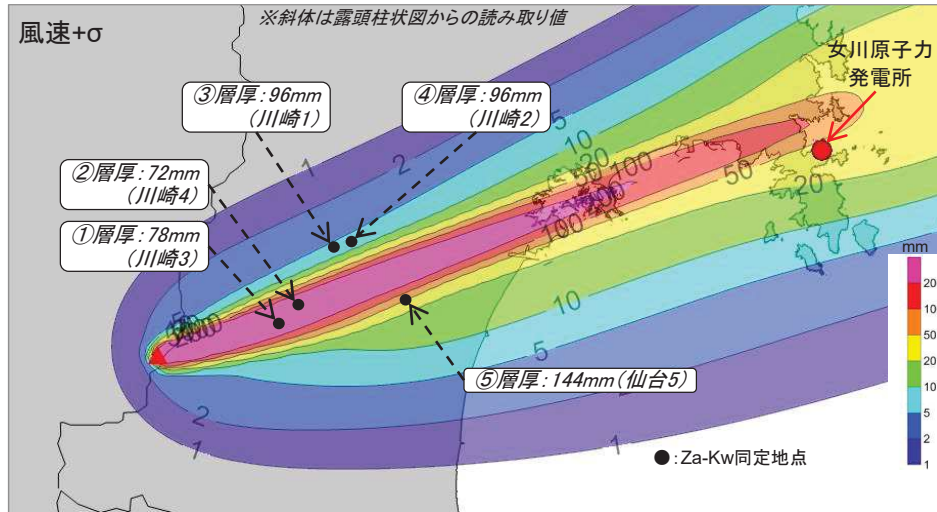 風速+σ
※斜体は露頭柱状図からの読み取り値
女川原子力
発電所
③層厚:96mm
(川崎1)
④層厚:96mm
(川崎2)
②層厚:72mm
(川崎4)
①層厚:78mm
(川崎3)
⑤層厚:144mm(仙台5)
●:Za-Kw同定地点
1
2
5
10
20
50
100
100
50
20
10
5
2
1
1
mm
20
10
50
20
10
5
2
1